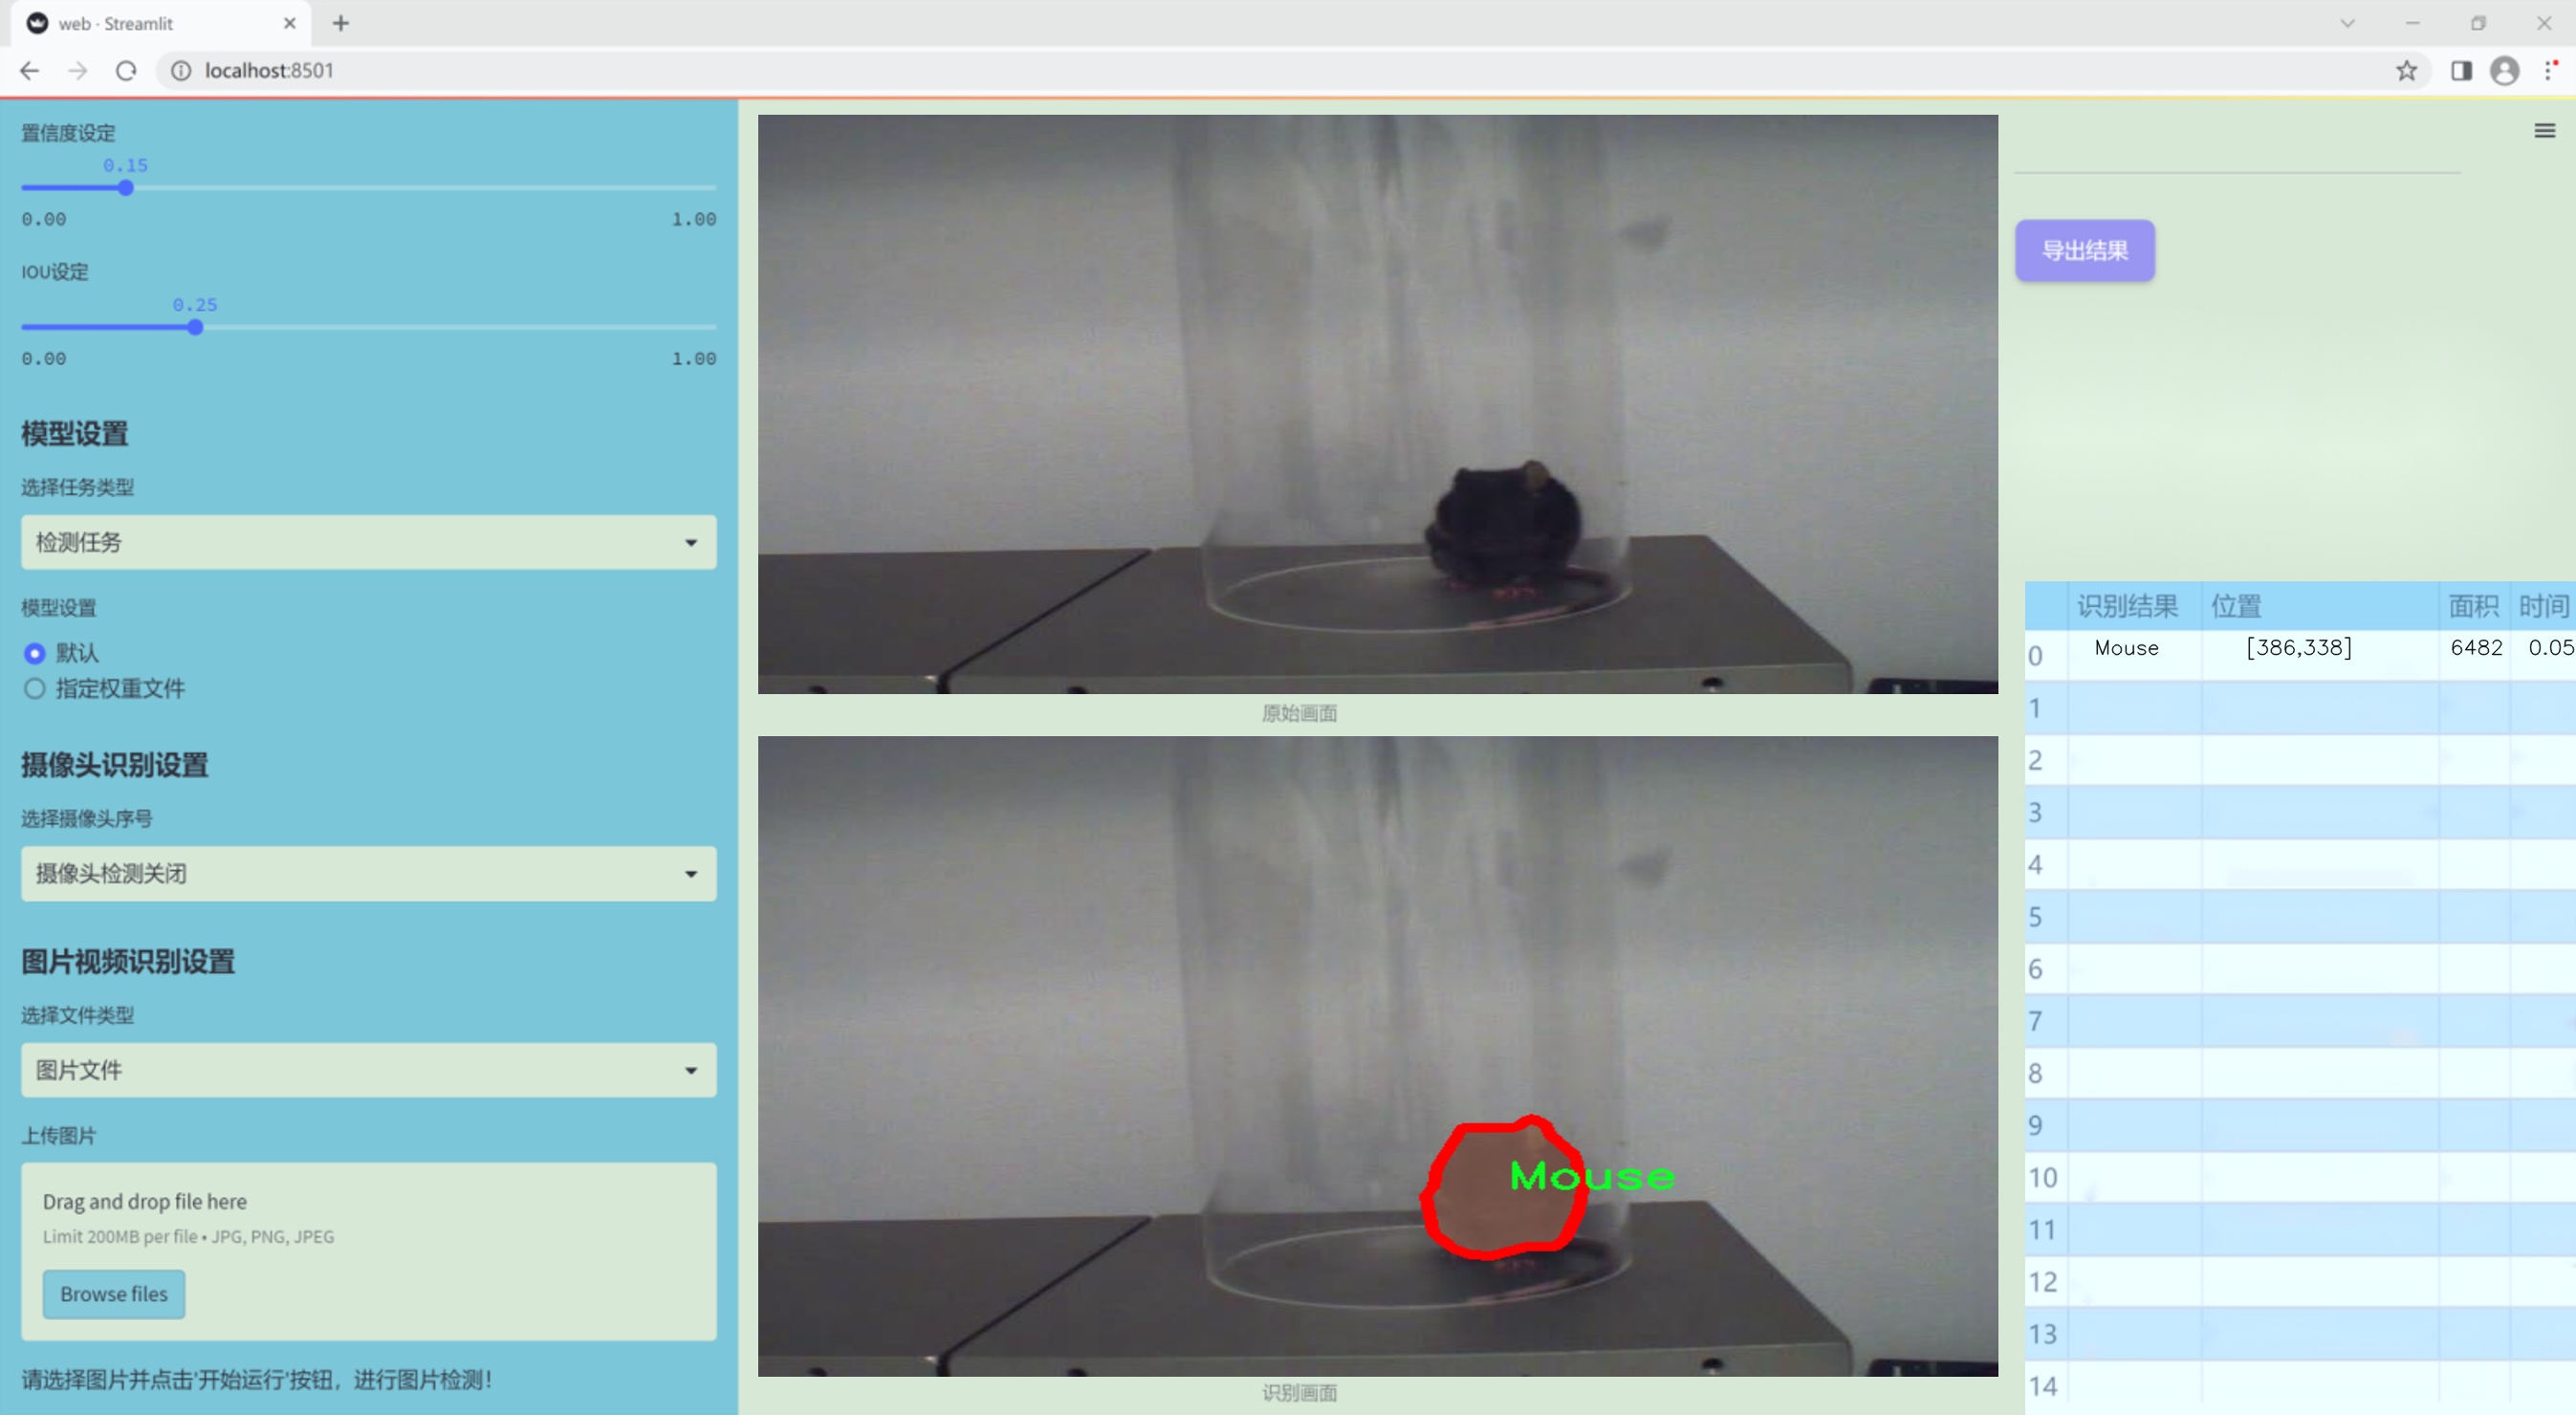 web · Streamlit
localhost:8501
置信度设定
0.15
0.00 1.00
IOU设定
0.25
0.00 1.00
模型设置
选择任务类型
检测任务
模型设置
默认
指定权重文件
摄像头识别设置
选择摄像头序号
摄像头检测关闭
图片视频识别设置
选择文件类型
图片文件
上传图片
Drag and drop file here
Limit 200MB per file • JPG, PNG, JPEG
Browse files
请选择图片并点击'开始运行'按钮，进行图片检测！
原始画面
Mouse
识别画面
导出结果
识别结果 位置 面积 时间
0 Mouse [386,338] 6482 0.05
1
2
3
4
5
6
7
8
9
10
11
12
13
14